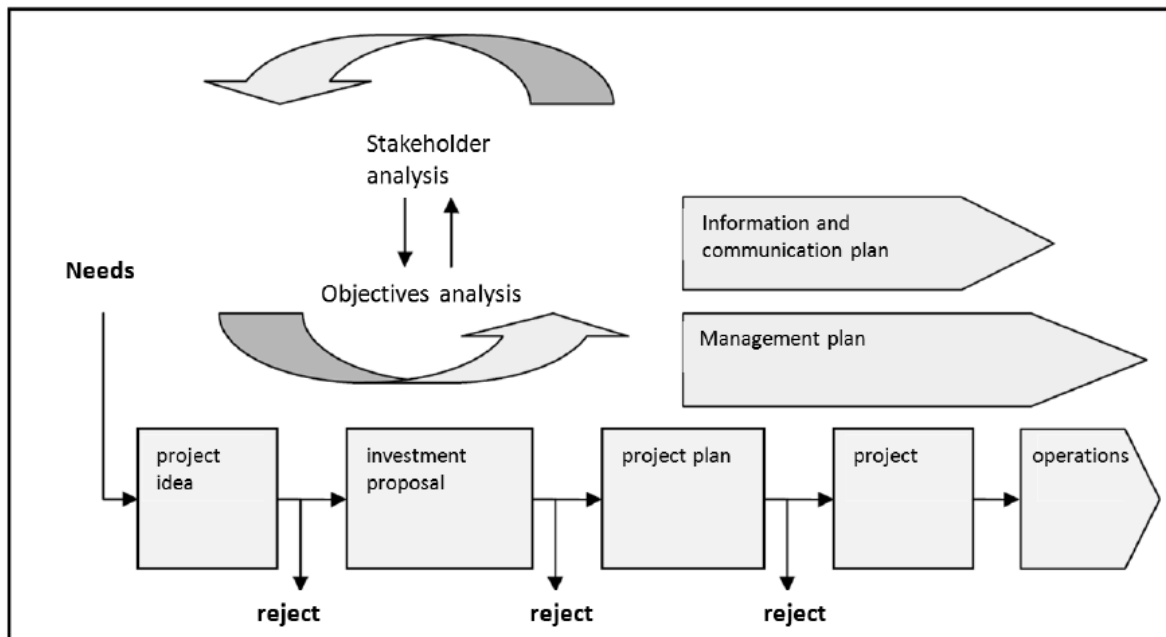 Stakeholder
analysis
Information and
communication plan
Needs
Objectives analysis
Management plan
project
idea
investment
proposal
project plan
project
operations
reject
reject
reject